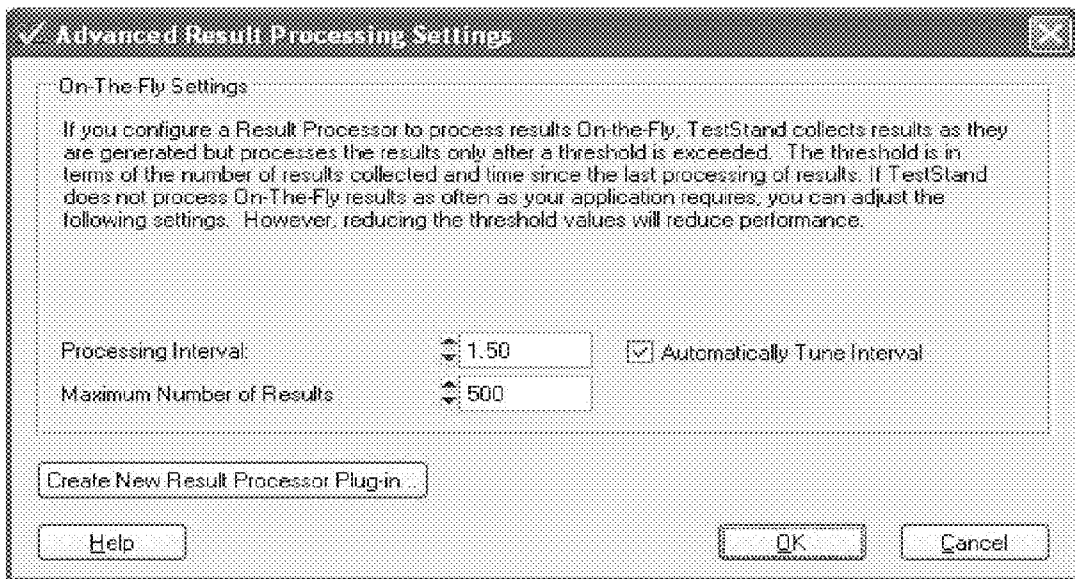 Advanced Result Processing Settings
On-The-Fly Settings
If you configure a Result Processor to process results On-the-Fly, TestStand collects results as they
are generated but processes the results only after a threshold is exceeded. The threshold is in
terms of the number of results collected and time since the last processing of results. If TestStand
does not process On-The-Fly results as often as your application requires, you can adjust the
following settings. However, reducing the threshold values will reduce performance.
Processing Interval: 1.50 Automatically Tune Interval
Maximum Number of Results 500
Create New Result Processor Plug-in...
Help OK Cancel